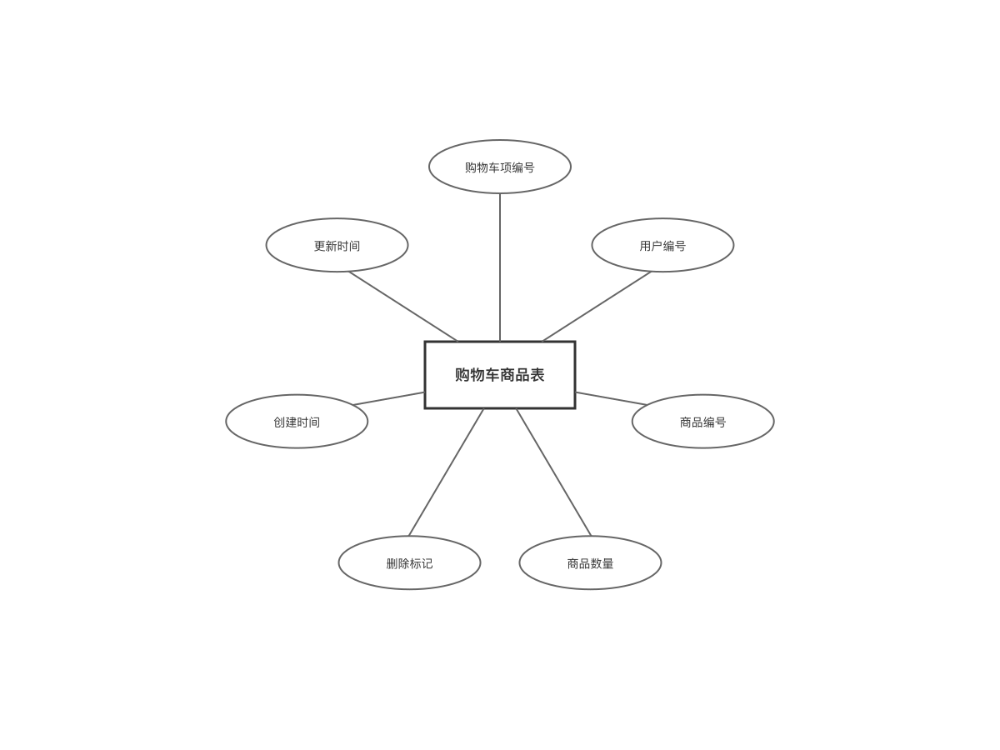 购物车项编号
更新时间
用户编号
购物车商品表
创建时间
商品编号
删除标记
商品数量